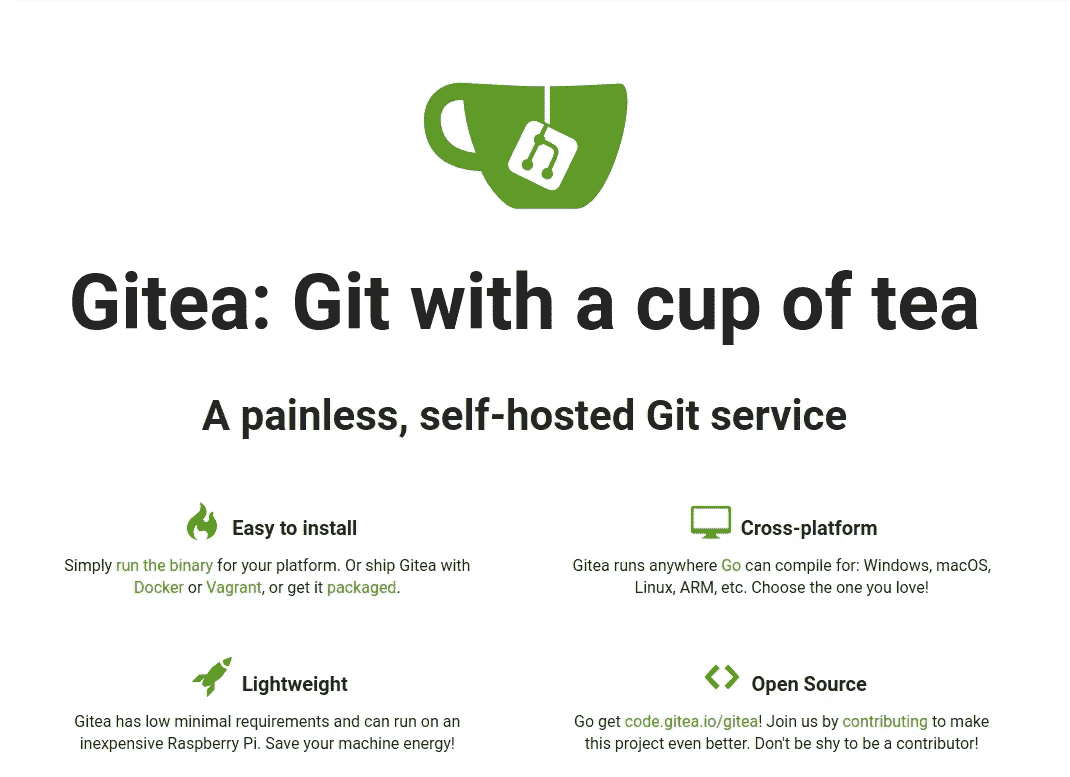 Gitea: Git with a cup of tea
A painless, self-hosted Git service
Easy to install
Simply run the binary for your platform. Or ship Gitea with
Docker or Vagrant, or get it packaged.
Cross-platform
Gitea runs anywhere Go can compile for: Windows, macOS,
Linux, ARM, etc. Choose the one you love!
Lightweight
Gitea has low minimal requirements and can run on an
inexpensive Raspberry Pi. Save your machine energy!
Open Source
Go get code.gitea.io/gitea! Join us by contributing to make
this project even better. Don't be shy to be a contributor!